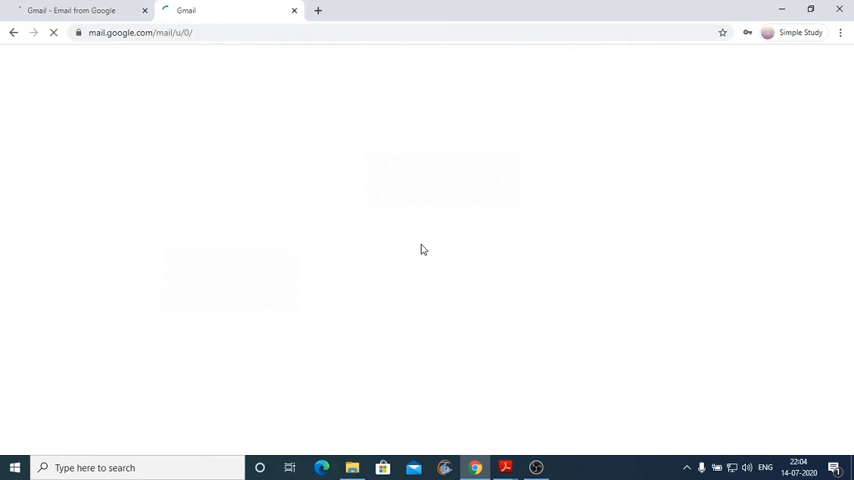 Gmail - Email from Google
Gmail
mail.google.com/mail/u/0/
Simple Study
Type here to search
ENG
22:04
14-07-2020
1